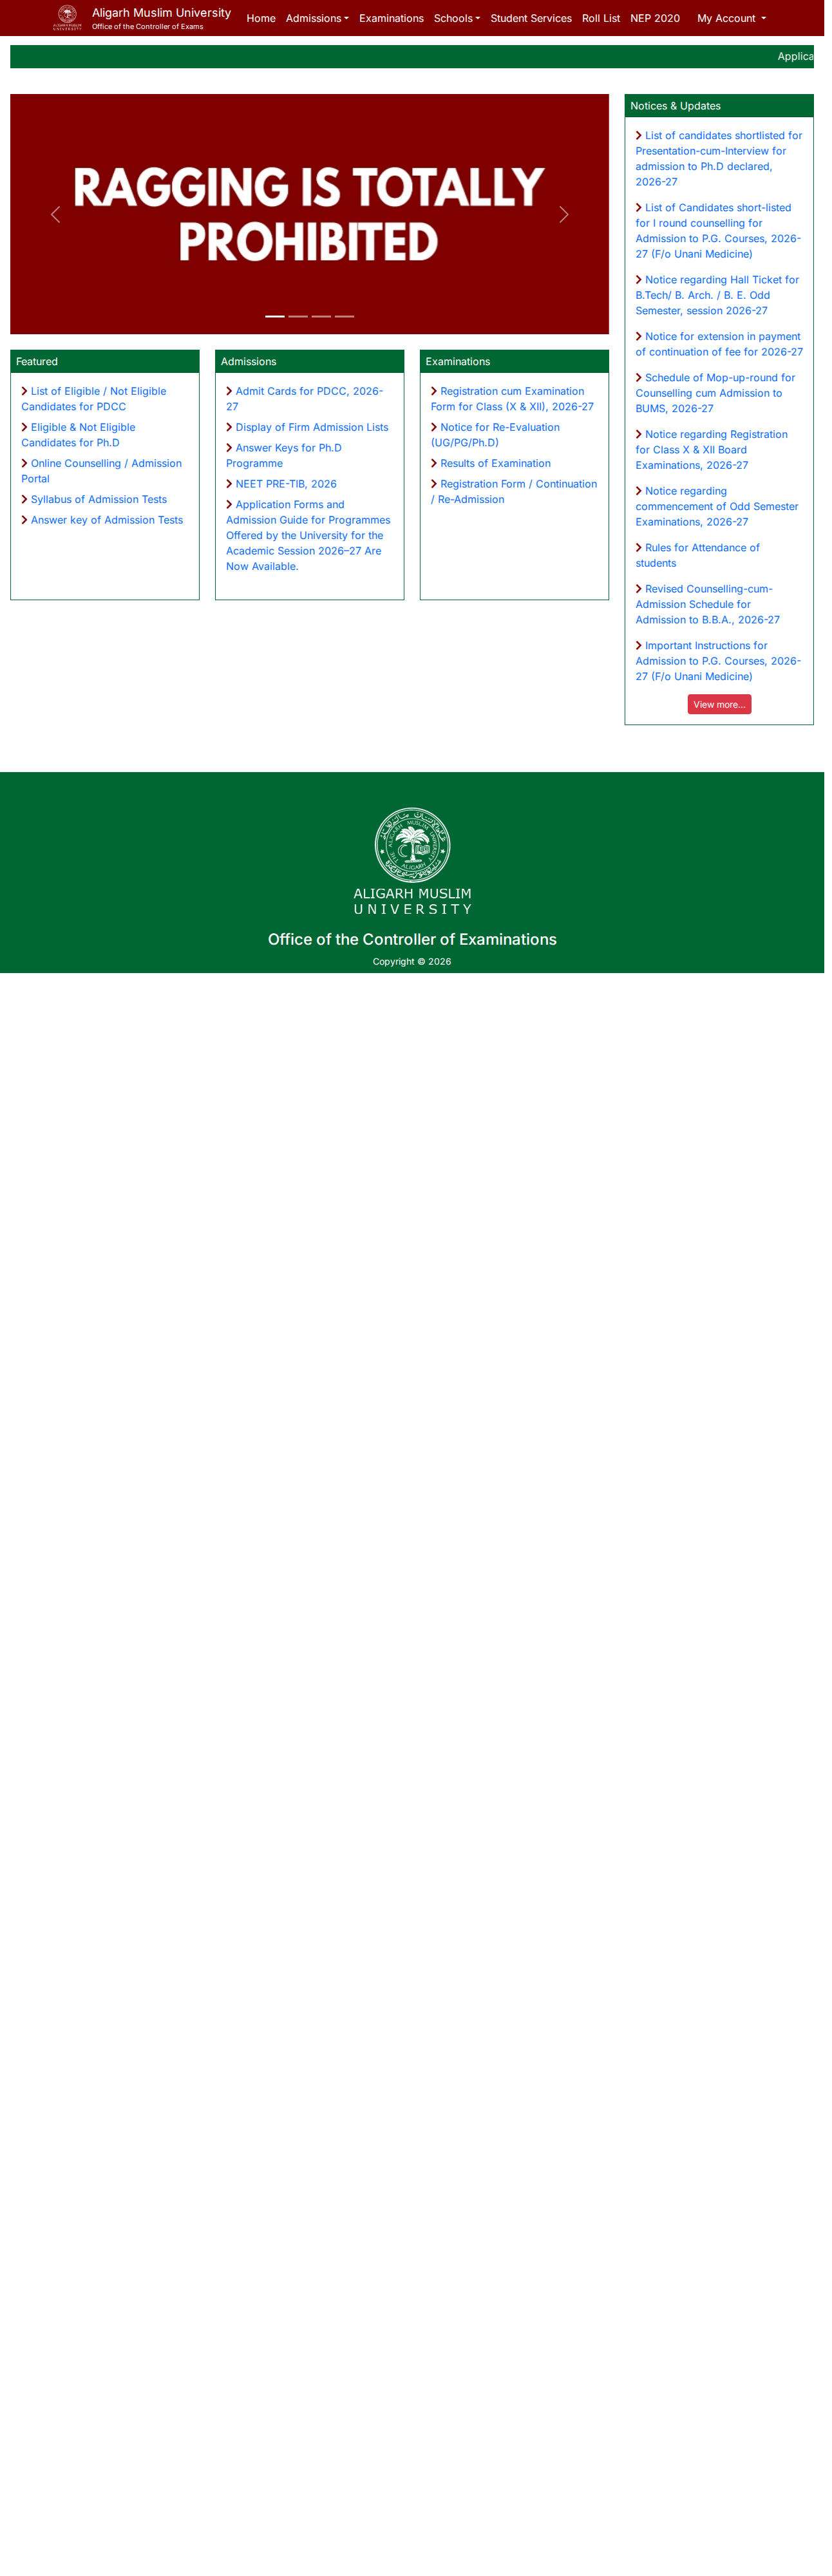 Aligarh Muslim University
Office of the Controller of Exams
Home Admissions Examinations Schools Student Services Roll List NEP 2020 My Account
RAGGING IS TOTALLY
PROHIBITED
Featured
List of Eligible / Not Eligible
Candidates for PDCC
Eligible & Not Eligible
Candidates for Ph.D
Online Counselling / Admission
Portal
Syllabus of Admission Tests
Answer key of Admission Tests
Admissions
Admit Cards for PDCC, 2026-
27
Display of Firm Admission Lists
Answer Keys for Ph.D
Programme
NEET PRE-TIB, 2026
Application Forms and
Admission Guide for Programmes
Offered by the University for the
Academic Session 2026–27 Are
Now Available.
Examinations
Registration cum Examination
Form for Class (X & XII), 2026-27
Notice for Re-Evaluation
(UG/PG/Ph.D)
Results of Examination
Registration Form / Continuation
/ Re-Admission
Notices & Updates
List of candidates shortlisted for
Presentation-cum-Interview for
admission to Ph.D declared,
2026-27
List of Candidates short-listed
for I round counselling for
Admission to P.G. Courses, 2026-
27 (F/o Unani Medicine)
Notice regarding Hall Ticket for
B.Tech/ B. Arch. / B. E. Odd
Semester, session 2026-27
Notice for extension in payment
of continuation of fee for 2026-27
Schedule of Mop-up-round for
Counselling cum Admission to
BUMS, 2026-27
Notice regarding Registration
for Class X & XII Board
Examinations, 2026-27
Notice regarding
commencement of Odd Semester
Examinations, 2026-27
Rules for Attendance of
students
Revised Counselling-cum-
Admission Schedule for
Admission to B.B.A., 2026-27
Important Instructions for
Admission to P.G. Courses, 2026-
27 (F/o Unani Medicine)
View more...
ALIGARH MUSLIM
UNIVERSITY
Office of the Controller of Examinations
Copyright © 2026